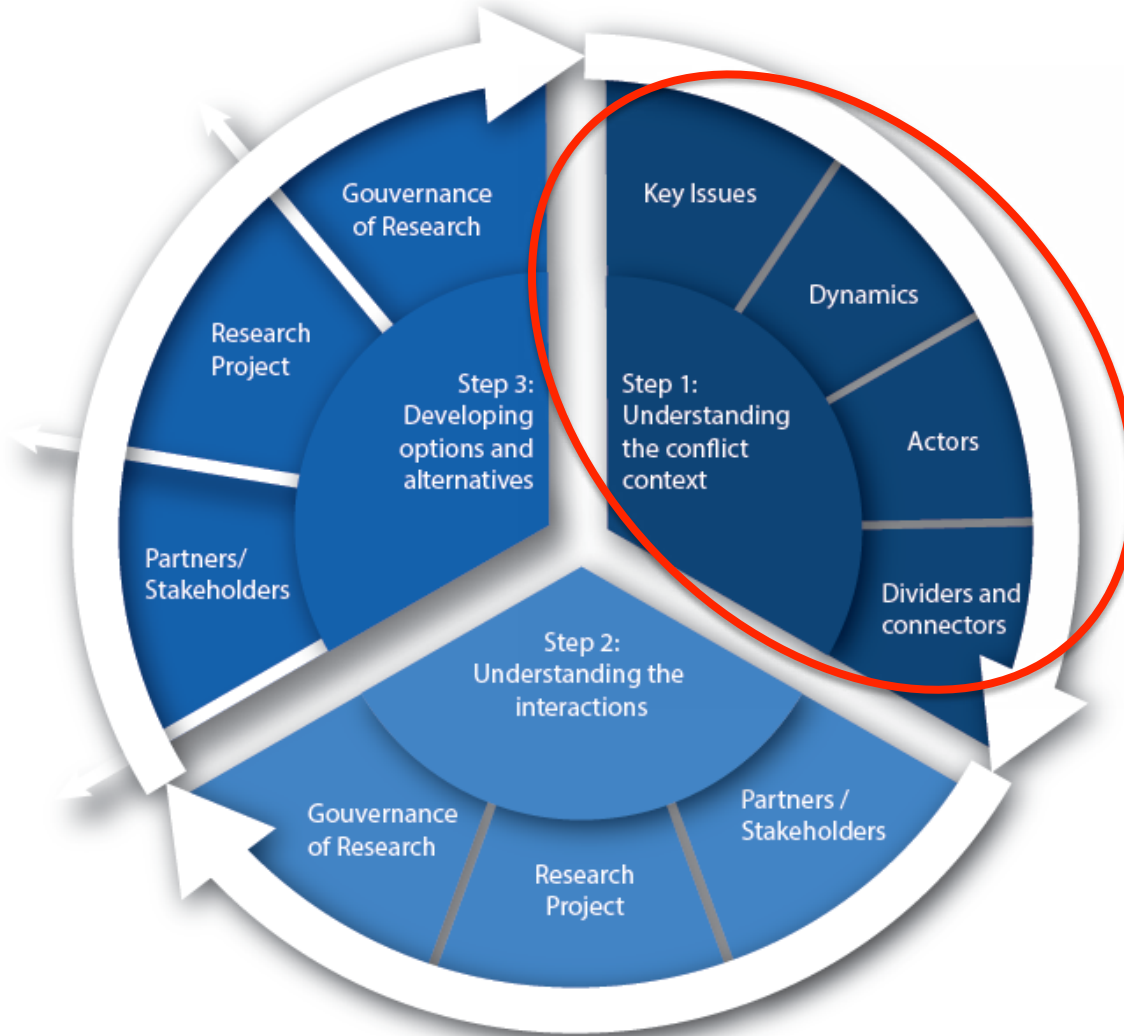 Key Issues
Dynamics
Actors
Dividers and
connectors
Step 1:
Understanding
the conflict
context
Step 2:
Understanding the
interactions
Partners /
Stakeholders
Research
Project
Gouvernance
of Research
Step 3:
Developing
options and
alternatives
Partners/
Stakeholders
Research
Project
Gouvernance
of Research